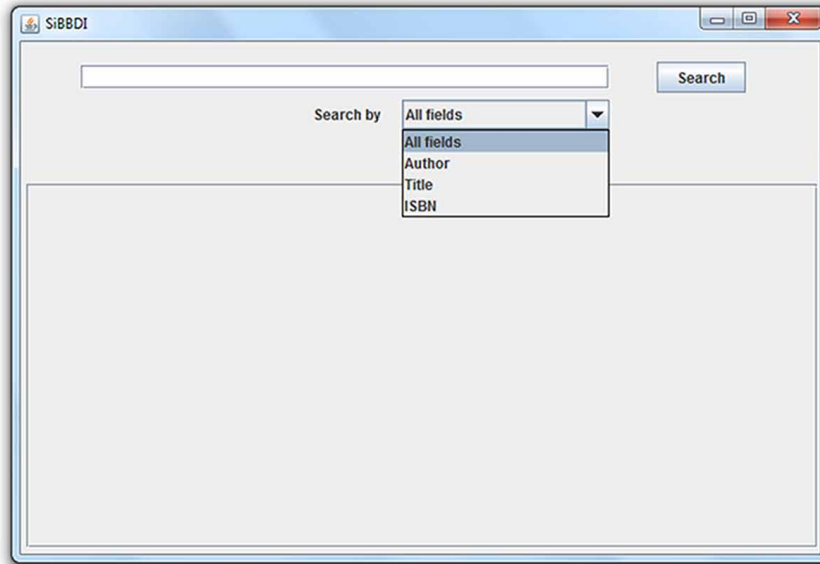 SiBBDI
Search
Search by All fields
All fields
Author
Title
ISBN